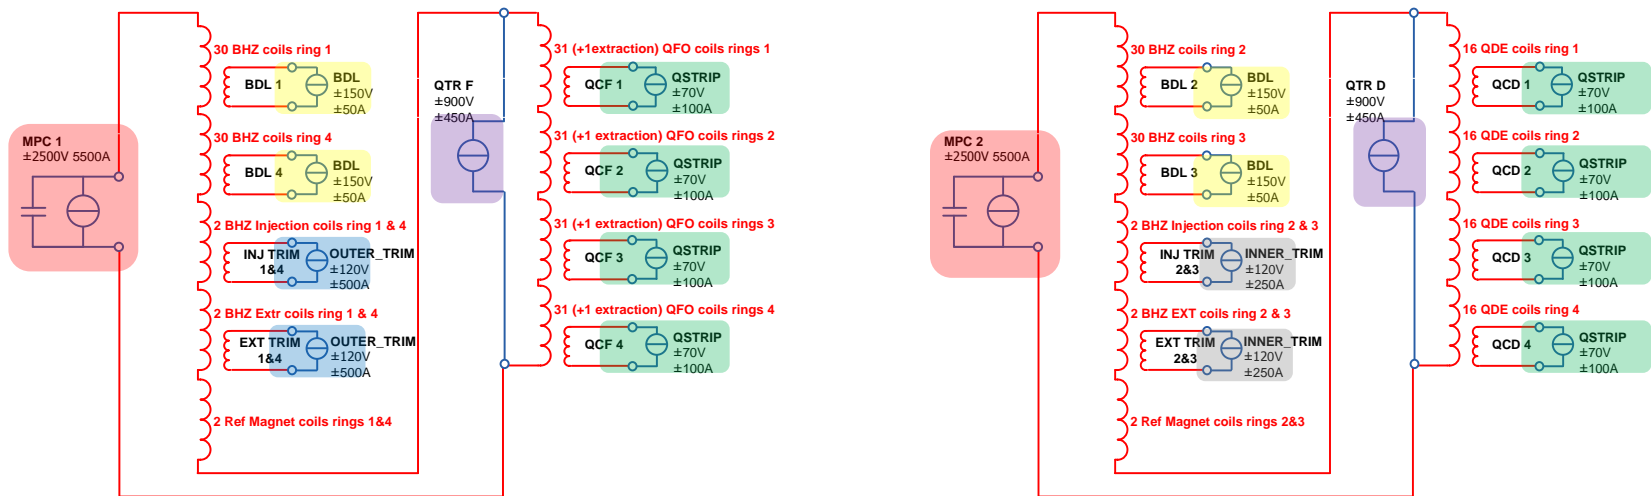 30 BHZ coils ring 1
BDL 1
BDL
±150V
±50A
MPC 1
±2500V 5500A
30 BHZ coils ring 4
BDL 4
BDL
±150V
±50A
2 BHZ Injection coils ring 1 & 4
INJ TRIM
1&4
OUTER_TRIM
±120V
±500A
2 BHZ Extr coils ring 1 & 4
EXT TRIM
1&4
OUTER_TRIM
±120V
±500A
2 Ref Magnet coils rings 1&4
QTR F
±900V
±450A
31 (+1extraction) QFO coils rings 1
QCF 1
QSTRIP
±70V
±100A
31 (+1 extraction) QFO coils rings 2
QCF 2
QSTRIP
±70V
±100A
31 (+1 extraction) QFO coils rings 3
QCF 3
QSTRIP
±70V
±100A
31 (+1 extraction) QFO coils rings 4
QCF 4
QSTRIP
±70V
±100A
30 BHZ coils ring 2
BDL 2
BDL
±150V
±50A
MPC 2
±2500V 5500A
30 BHZ coils ring 3
BDL 3
BDL
±150V
±50A
2 BHZ Injection coils ring 2 & 3
INJ TRIM
2&3
INNER_TRIM
±120V
±250A
2 BHZ EXT coils ring 2 & 3
EXT TRIM
2&3
INNER_TRIM
±120V
±250A
2 Ref Magnet coils rings 2&3
QTR D
±900V
±450A
16 QDE coils ring 1
QCD 1
QSTRIP
±70V
±100A
16 QDE coils ring 2
QCD 2
QSTRIP
±70V
±100A
16 QDE coils ring 3
QCD 3
QSTRIP
±70V
±100A
16 QDE coils ring 4
QCD 4
QSTRIP
±70V
±100A